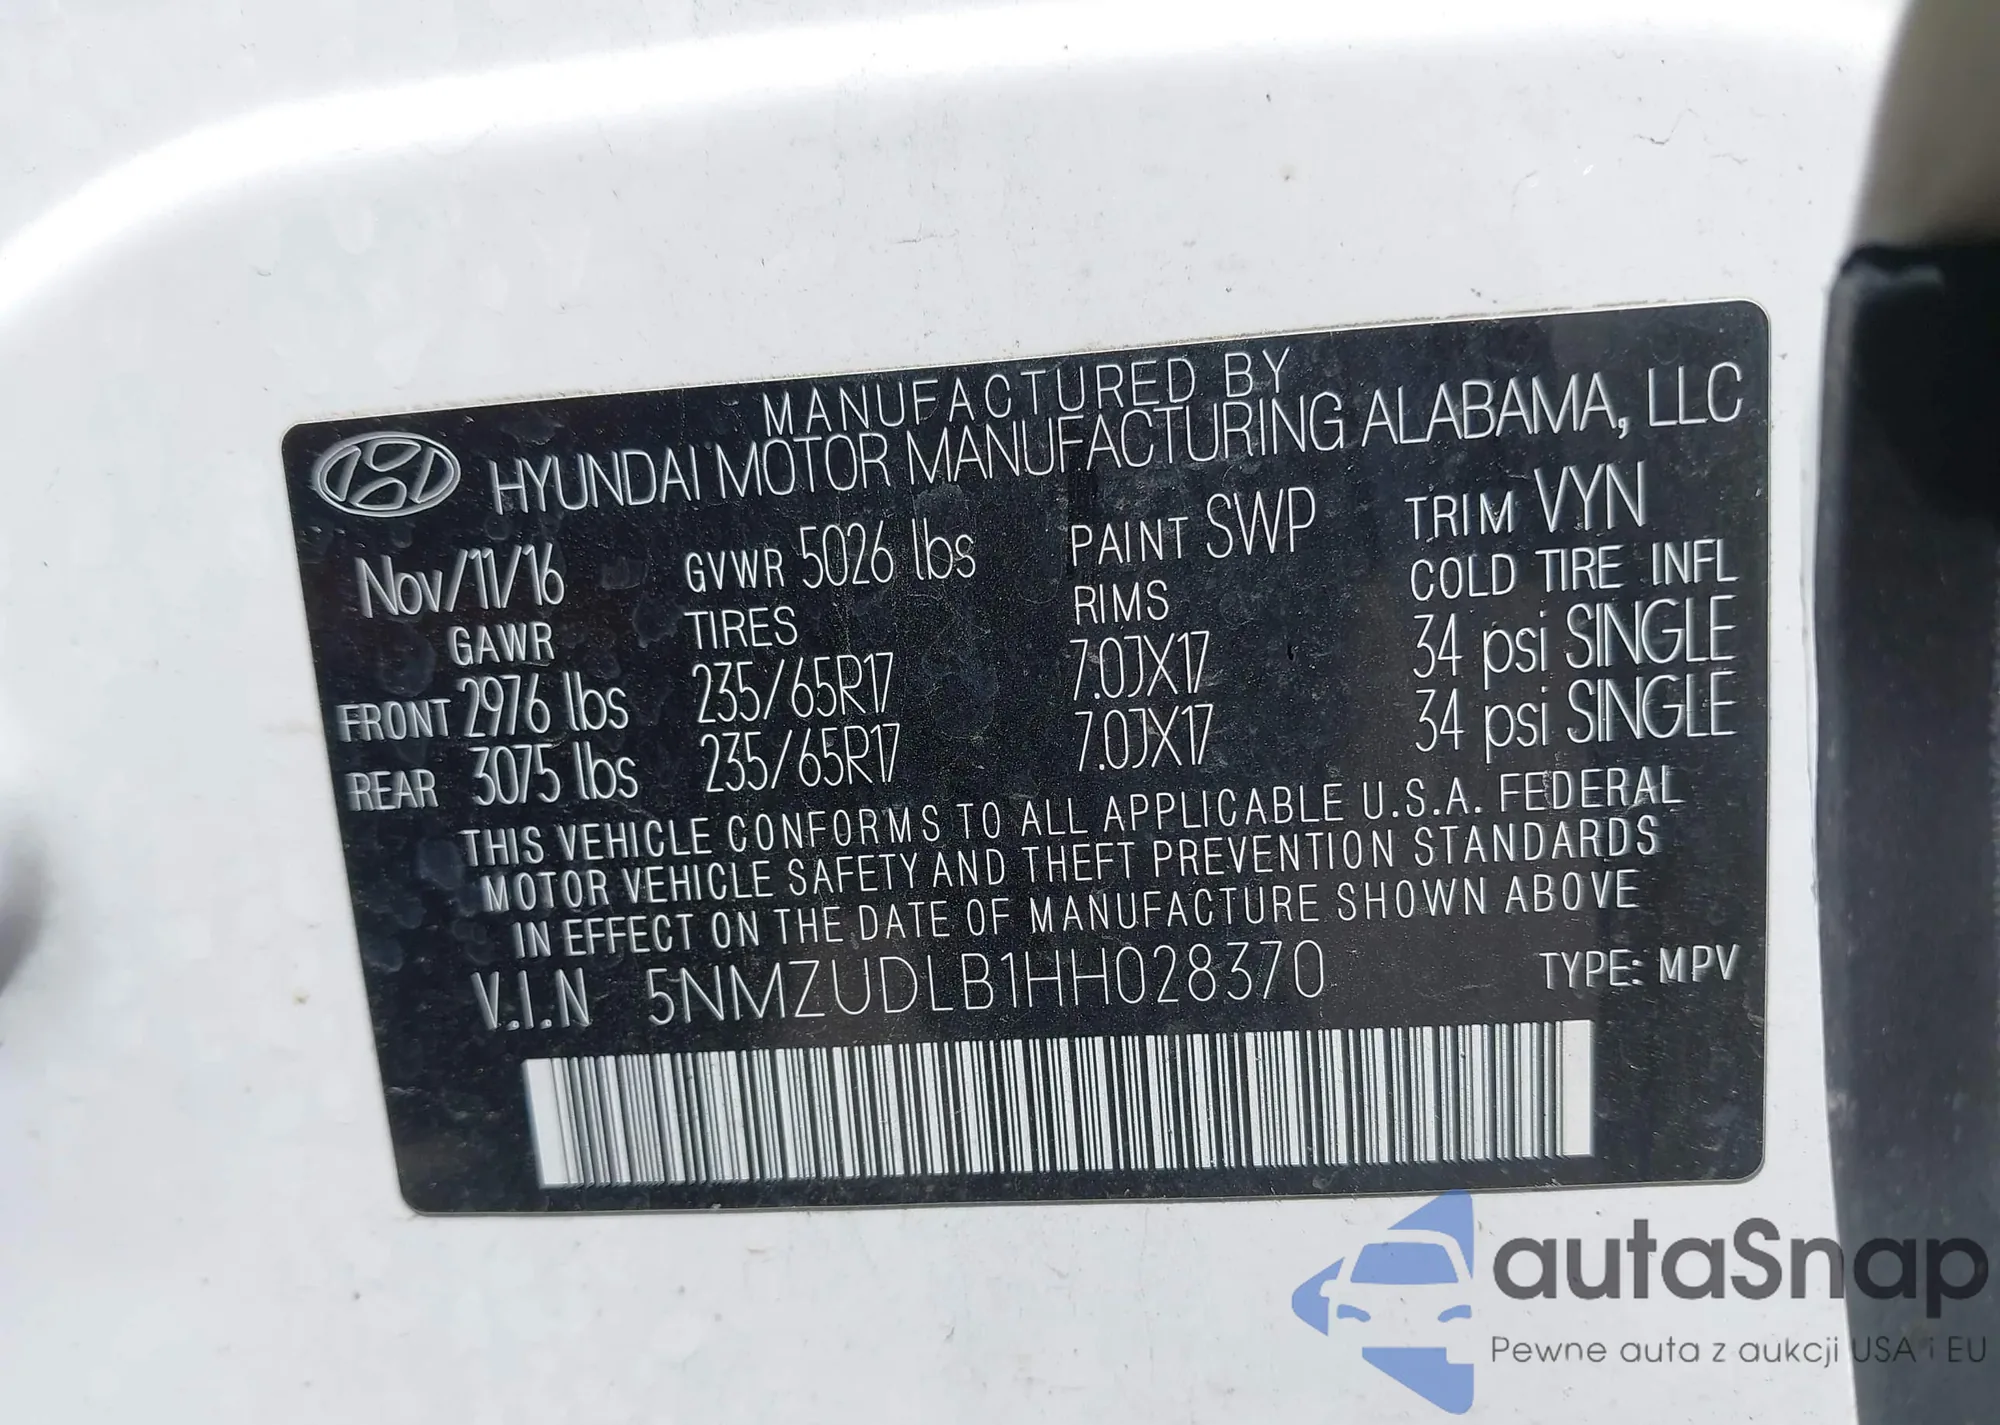 MANUFACTURED BY
HYUNDAI MOTOR MANUFACTURING ALABAMA, LLC
Nov/11/16 GVWR 5026 lbs PAINT SWP TRIM VYN
GAWR TIRES RIMS COLD TIRE INFL
FRONT 2976 lbs 235/65R17 7.0JX17 34 psi SINGLE
REAR 3075 lbs 235/65R17 7.0JX17 34 psi SINGLE
THIS VEHICLE CONFORMS TO ALL APPLICABLE U.S.A. FEDERAL
MOTOR VEHICLE SAFETY AND THEFT PREVENTION STANDARDS
IN EFFECT ON THE DATE OF MANUFACTURE SHOWN ABOVE
V.I.N 5NMZUDLB1HH028370 TYPE: MPV
autaSnap
Pewne auta z aukcji USA i EU